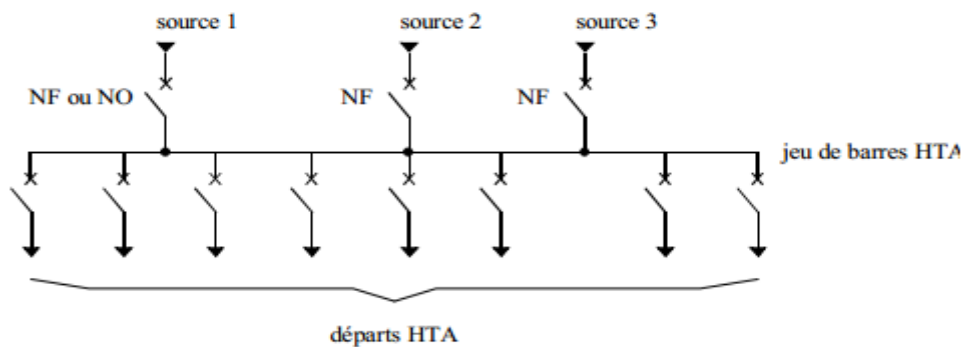 source 1
source 2
source 3
NF ou NO
NF
NF
jeu de barres HTA
départs HTA